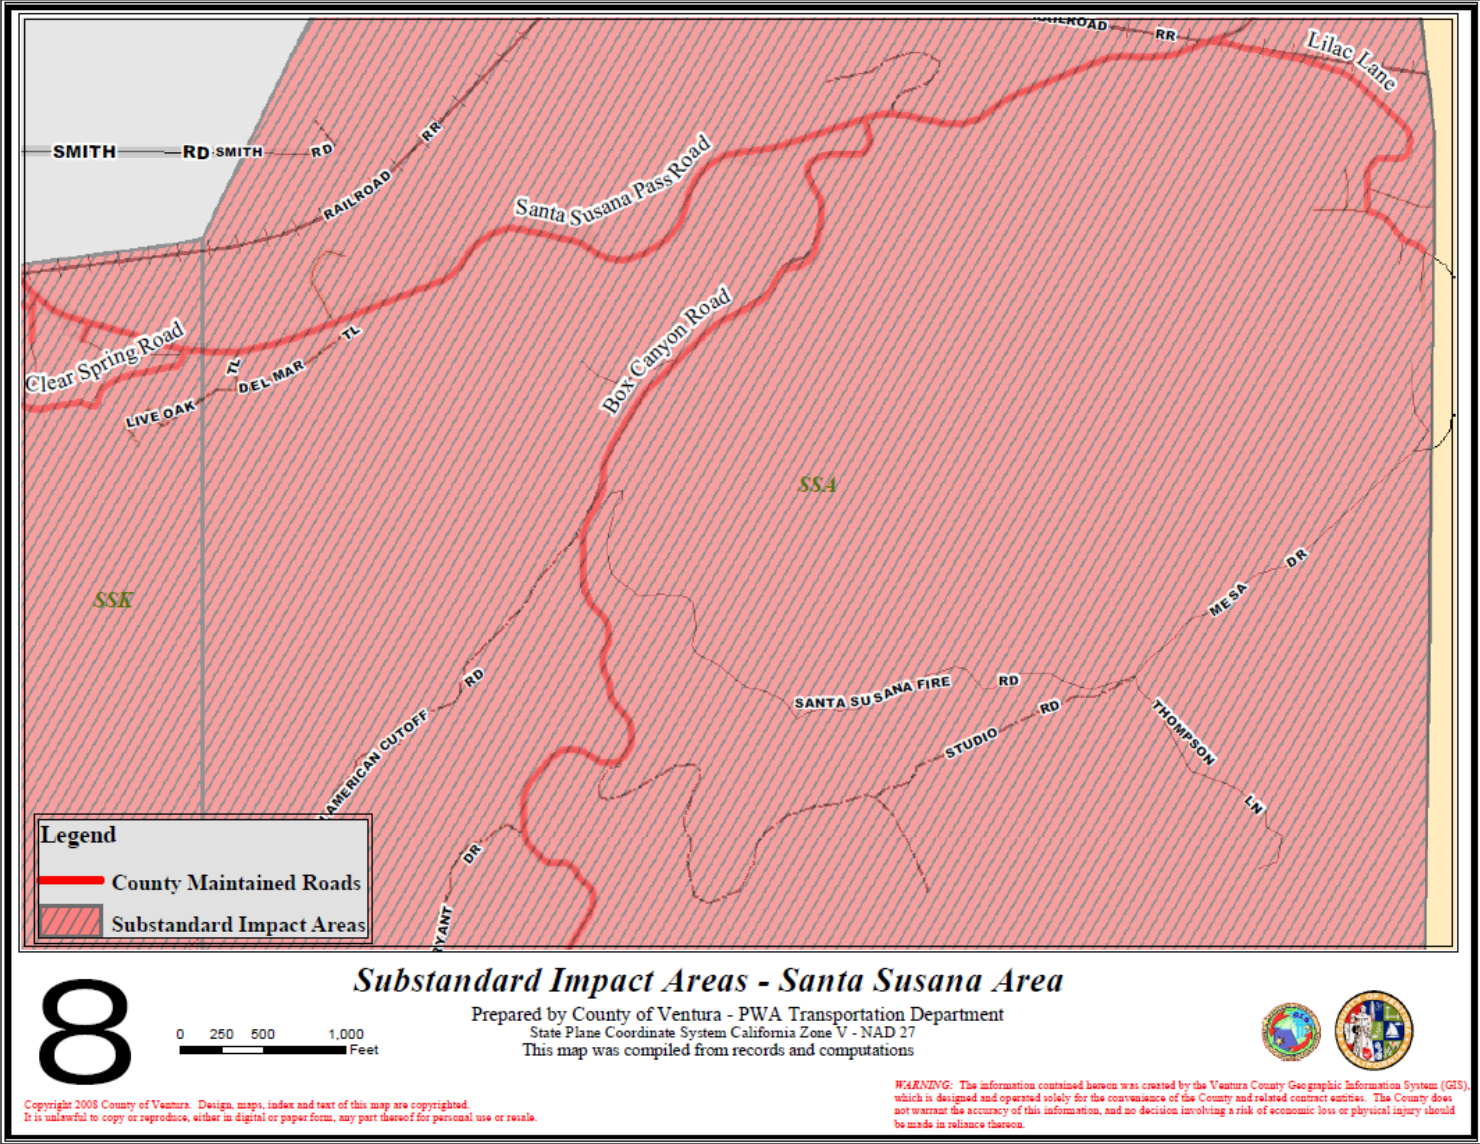 RAILROAD
RR
Lilac Lane
SMITH
RD
SMITH
RD
RAILROAD
RR
Santa Susana Pass Road
Box Canyon Road
Clear Spring Road
TL
TL
DEL MAR
LIVE OAK
SSA
SSK
MESA
DR
SANTA SUSANA FIRE
RD
STUDIO
RD
THOMPSON
LN
RD
AMERICAN CUTOFF
DR
RYANT
Legend
County Maintained Roads
Substandard Impact Areas
8
Substandard Impact Areas - Santa Susana Area
Prepared by County of Ventura - PWA Transportation Department
State Plane Coordinate System California Zone V - NAD 27
This map was compiled from records and computations
0 250 500 1,000
Feet
Copyright 2008 County of Ventura. Design, maps, index and text of this map are copyrighted.
It is unlawful to copy or reproduce, either in digital or paper form, any part thereof for personal use or resale.
WARNING: The information contained hereon was created by the Ventura County Geographic Information System (GIS),
which is designed and operated solely for the convenience of the County and related contract entities. The County does
not warrant the accuracy of this information, and no decision involving a risk of economic loss or physical injury should
be made in reliance thereon.